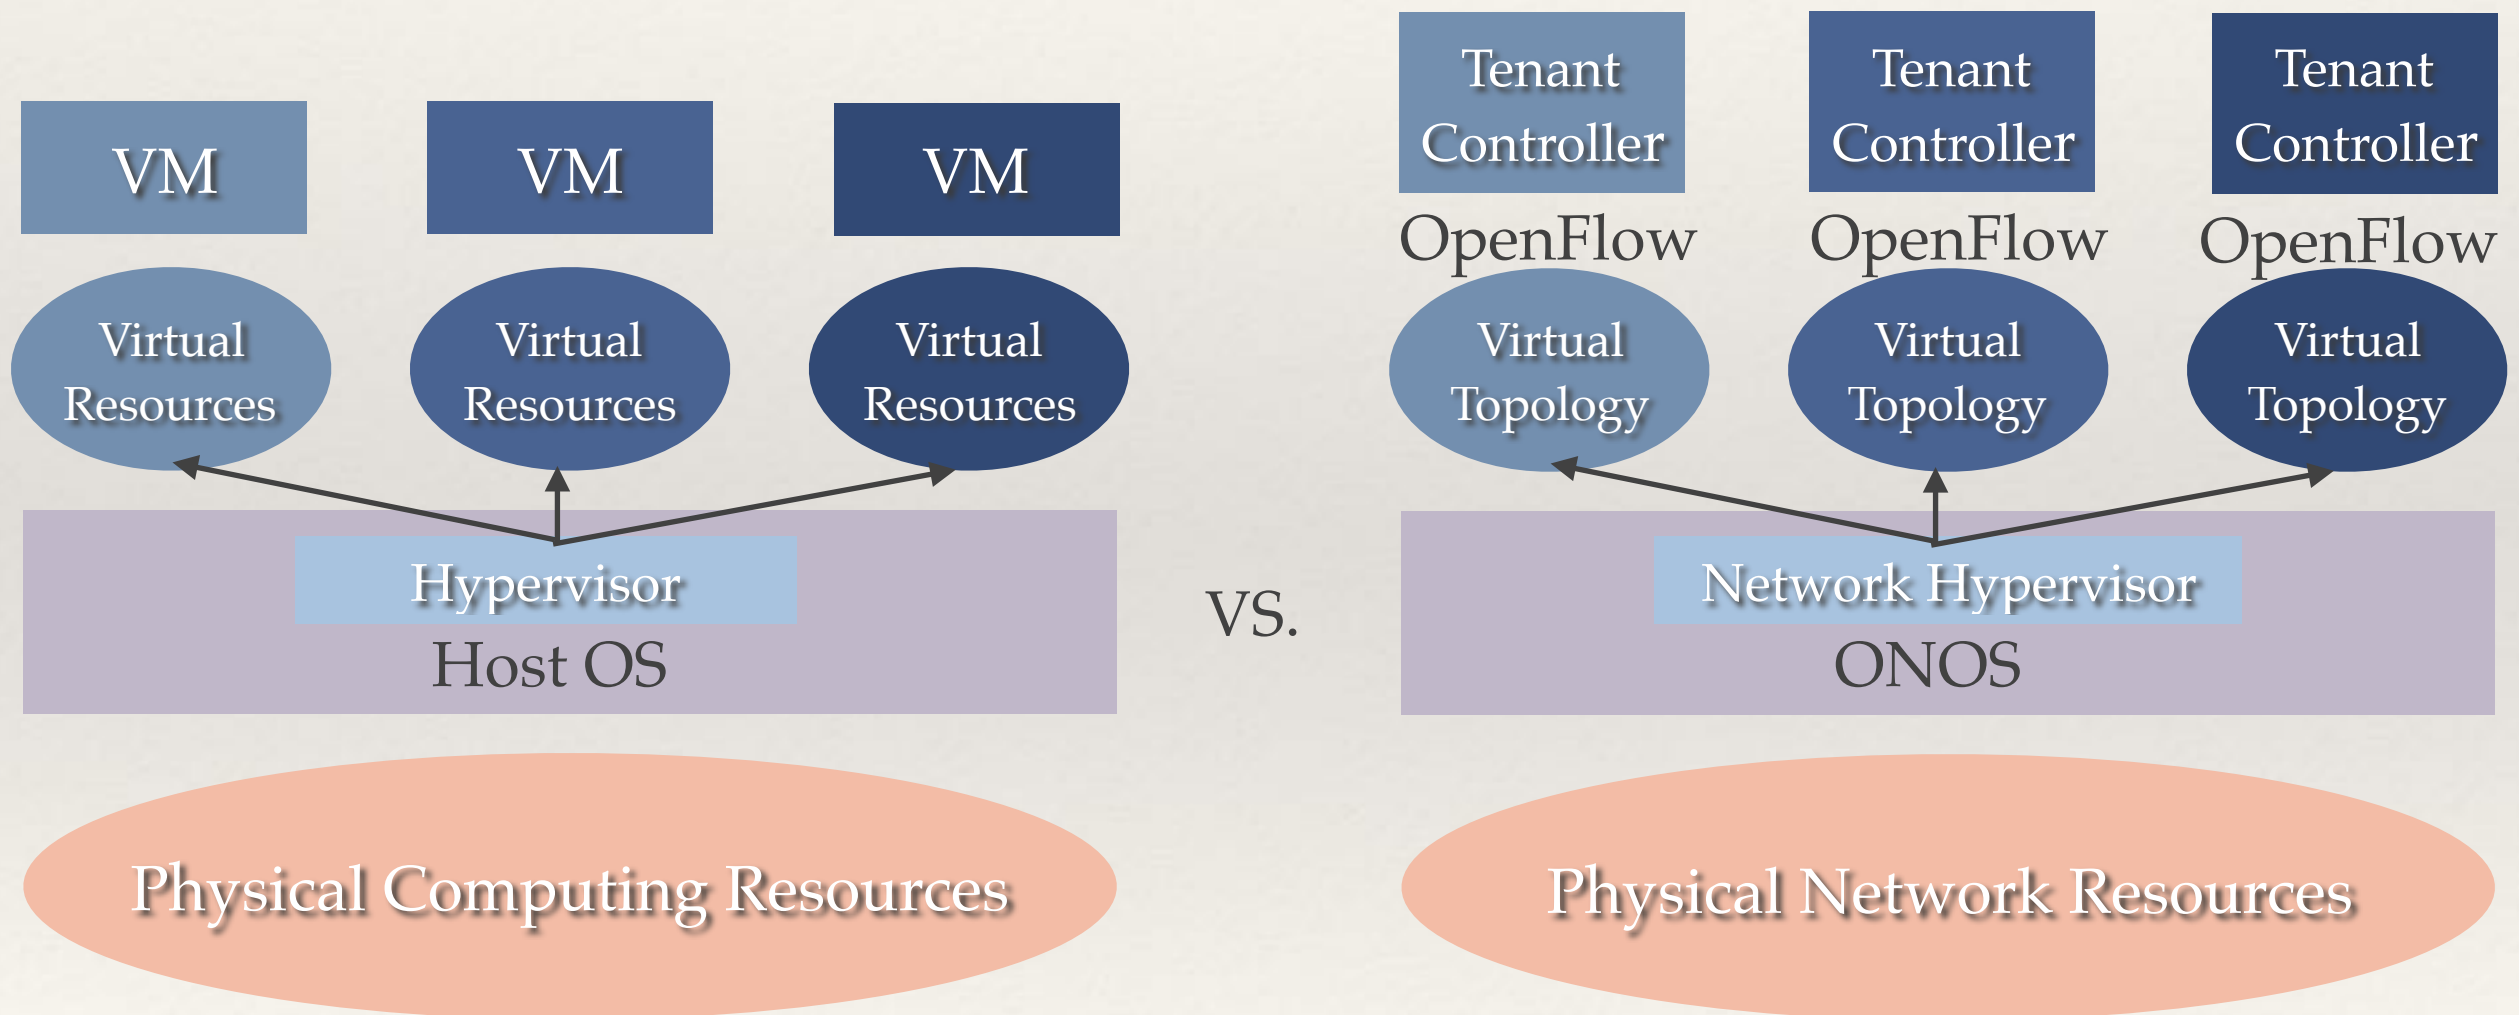 VM
VM
VM
Virtual
Resources
Virtual
Resources
Virtual
Resources
Hypervisor
Host OS
Physical Computing Resources
VS.
Tenant
Controller
Tenant
Controller
Tenant
Controller
OpenFlow
OpenFlow
OpenFlow
Virtual
Topology
Virtual
Topology
Virtual
Topology
Network Hypervisor
ONOS
Physical Network Resources